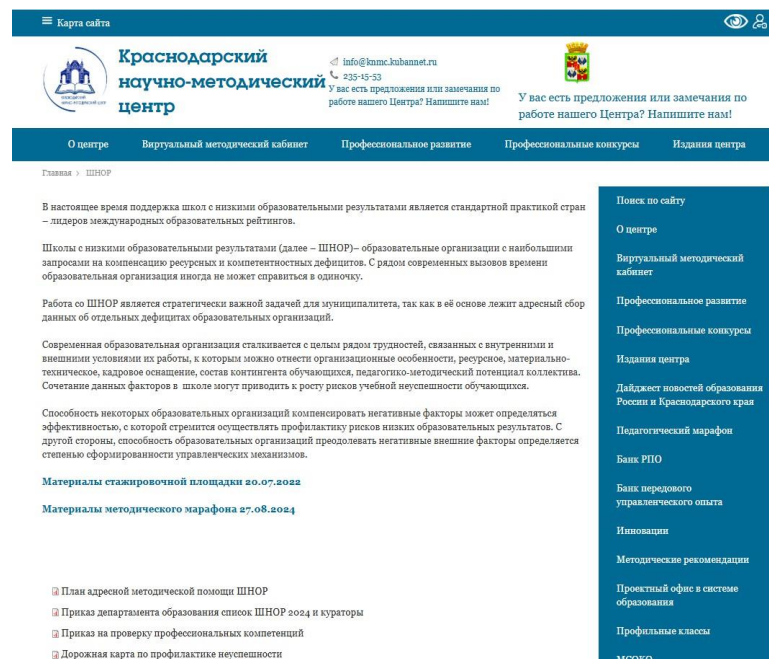 Карта сайта
Краснодарский
научно-методический
центр
info@knmc.kubannet.ru
235-15-53
У вас есть предложения или замечания по
работе нашего Центра? Напишите нам!
У вас есть предложения или замечания по
работе нашего Центра? Напишите нам!
О центре
Виртуальный методический кабинет
Профессиональное развитие
Профессиональные конкурсы
Издания центра
Главная › ШНОР
В настоящее время поддержка школ с низкими образовательными результатами является стандартной практикой стран
– лидеров международных образовательных рейтингов.
Школы с низкими образовательными результатами (далее – ШНОР)– образовательные организации с наибольшими
запросами на компенсацию ресурсных и компетентностных дефицитов. С рядом современных вызовов времени
образовательная организация иногда не может справиться в одиночку.
Работа со ШНОР является стратегически важной задачей для муниципалитета, так как в её основе лежит адресный сбор
данных об отдельных дефицитах образовательных организаций.
Современная образовательная организация сталкивается с целым рядом трудностей, связанных с внутренними и
внешними условиями их работы, к которым можно отнести организационные особенности, ресурсное, материально-
техническое, кадровое оснащение, состав контингента обучающихся, педагогико-методический потенциал коллектива.
Сочетание данных факторов в школе могут приводить к росту рисков учебной неуспешности обучающихся.
Способность некоторых образовательных организаций компенсировать негативные факторы может определяться
эффективностью, с которой стремится осуществлять профилактику рисков низких образовательных результатов. С
другой стороны, способность образовательных организаций преодолевать негативные внешние факторы определяется
степенью сформированности управленческих механизмов.
Материалы стажировочной площадки 20.07.2022
Материалы методического марафона 27.08.2024
План адресной методической помощи ШНОР
Приказ департамента образования список ШНОР 2024 и кураторы
Приказ на проверку профессиональных компетенций
Дорожная карта по профилактике неуспешности
Поиск по сайту
О центре
Виртуальный методический
кабинет
Профессиональное развитие
Профессиональные конкурсы
Издания центра
Дайджест новостей образования
России и Краснодарского края
Педагогический марафон
Банк РПО
Банк передового
управленческого опыта
Инновации
Методические рекомендации
Проектный офис в системе
образования
Профильные классы
МСОКО